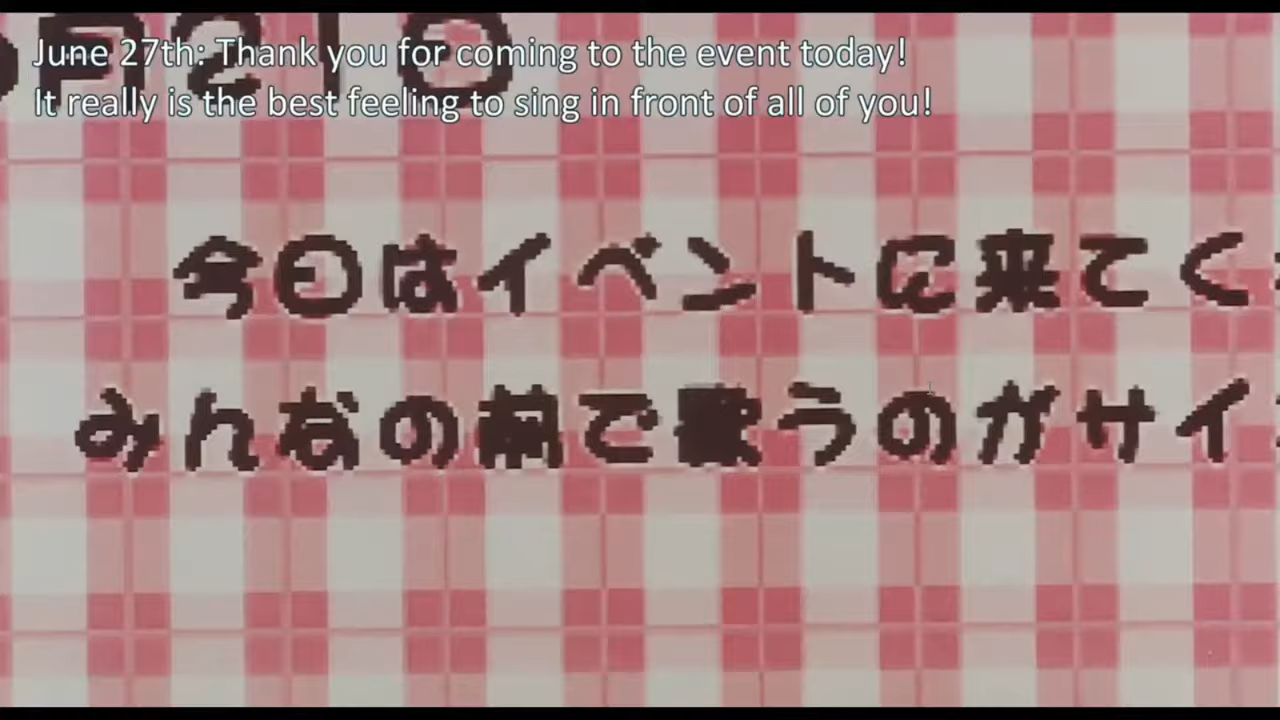 June 27th: Thank you for coming to the event today!
It really is the best feeling to sing in front of all of you!
今日はイベントに来てく
みんなの前で歌うのがサイ